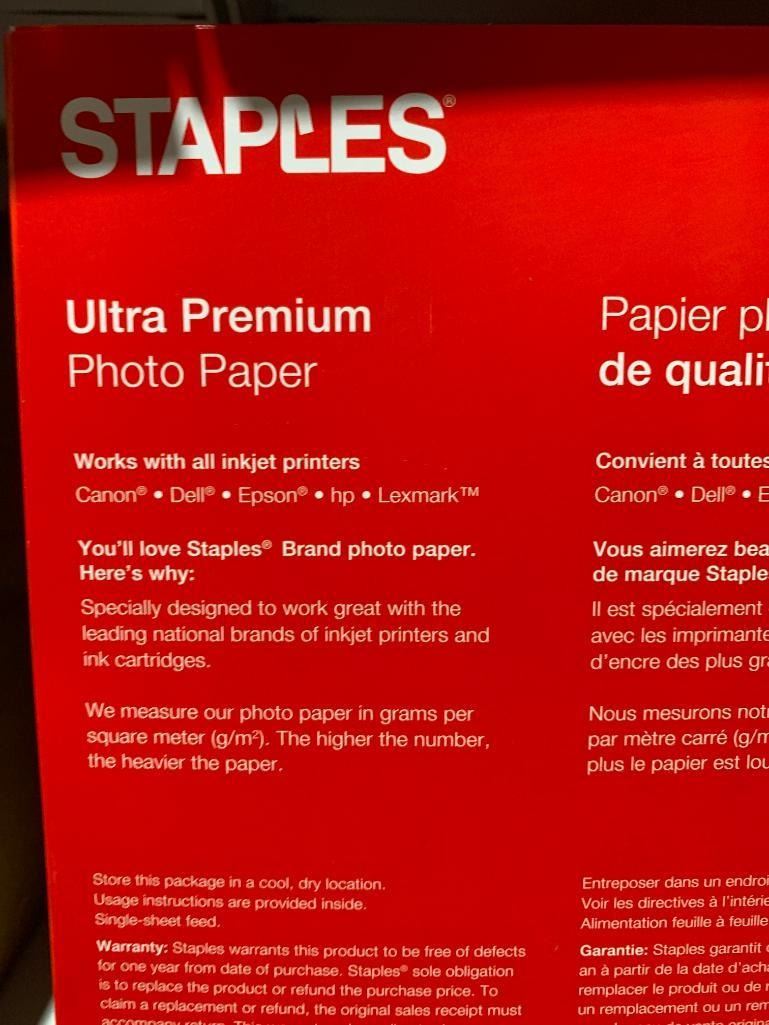 STAPLES®
Ultra Premium
Photo Paper
Works with all inkjet printers
Canon® • Dell® • Epson® • hp • Lexmark™
You'll love Staples® Brand photo paper.
Here's why:
Specially designed to work great with the
leading national brands of inkjet printers and
ink cartridges.
We measure our photo paper in grams per
square meter (g/m²). The higher the number,
the heavier the paper.
Store this package in a cool, dry location.
Usage instructions are provided inside.
Single-sheet feed.
Warranty: Staples warrants this product to be free of defects
for one year from date of purchase. Staples® sole obligation
is to replace the product or refund the purchase price. To
claim a replacement or refund, the original sales receipt must
Papier
de
Convient à toutes
Canon® • Dell® •
Vous aimerez
de marque
Il est spécialement
avec les
d'encre des plus
Nous mesurons
par mètre carré
plus le papier est
Entreposer dans un
Voir les directives à
Alimentation feuille à feuille
Garantie: Staples garantit
an à partir de la date
remplacer le produit ou de
un remplacement ou un